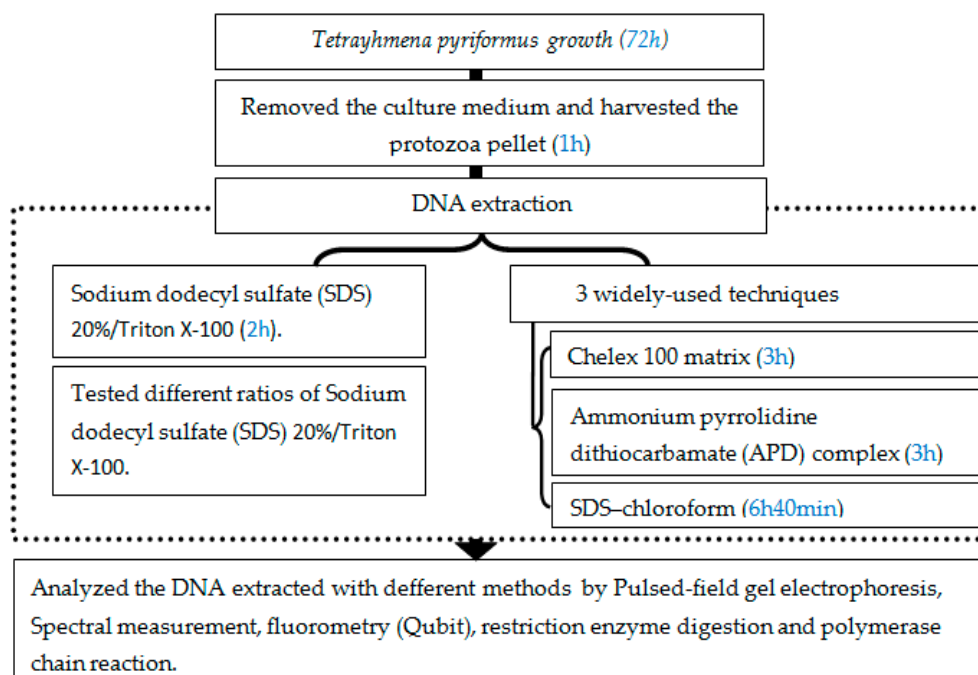 Tetrayhmena pyriformus growth (72h)
Removed the culture medium and harvested the
protozoa pellet (1h)
DNA extraction
Sodium dodecyl sulfate (SDS)
20%/Triton X-100 (2h).
Tested different ratios of Sodium
dodecyl sulfate (SDS) 20%/Triton
X-100.
3 widely-used techniques
Chelex 100 matrix (3h)
Ammonium pyrrolidine
dithiocarbamate (APD) complex (3h)
SDS–chloroform (6h40min)
Analyzed the DNA extracted with defferent methods by Pulsed-field gel electrophoresis,
Spectral measurement, fluorometry (Qubit), restriction enzyme digestion and polymerase
chain reaction.